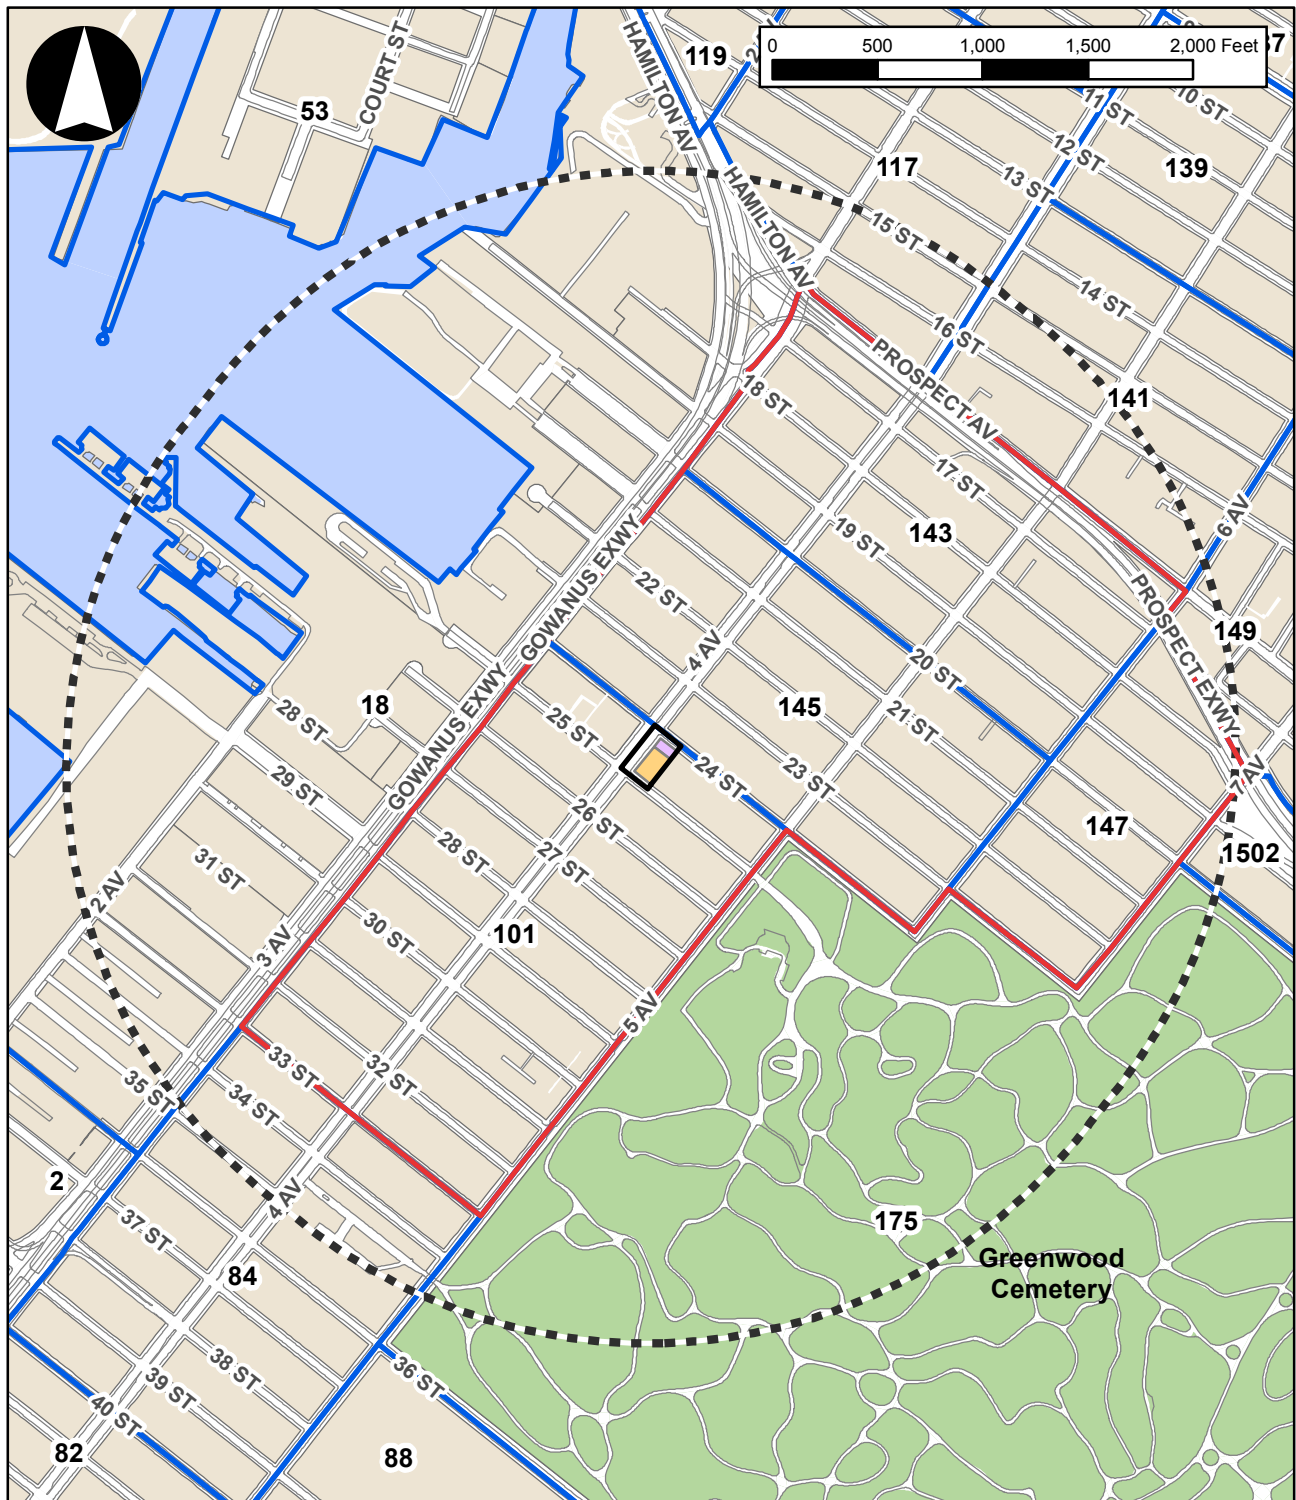 0 500 1,000 1,500 2,000 Feet
HAMILTON AV
119
COURT ST
53
10 ST
11 ST
12 ST
139
117
13 ST
HAMILTON AV
15 ST
14 ST
16 ST
PROSPECT AV
141
18 ST
17 ST
6 AV
19 ST
143
GOWANUS EXWY
22 ST
PROSPECT EXWY
149
4 AV
20 ST
18
28 ST
25 ST
145
21 ST
GOWANUS EXWY
24 ST
23 ST
7 AV
29 ST
26 ST
147
1502
31 ST
28 ST
27 ST
2 AV
30 ST
101
3 AV
5 AV
33 ST
32 ST
35 ST
34 ST
2
4 AV
175
37 ST
Greenwood
Cemetery
84
38 ST
36 ST
39 ST
40 ST
82
88